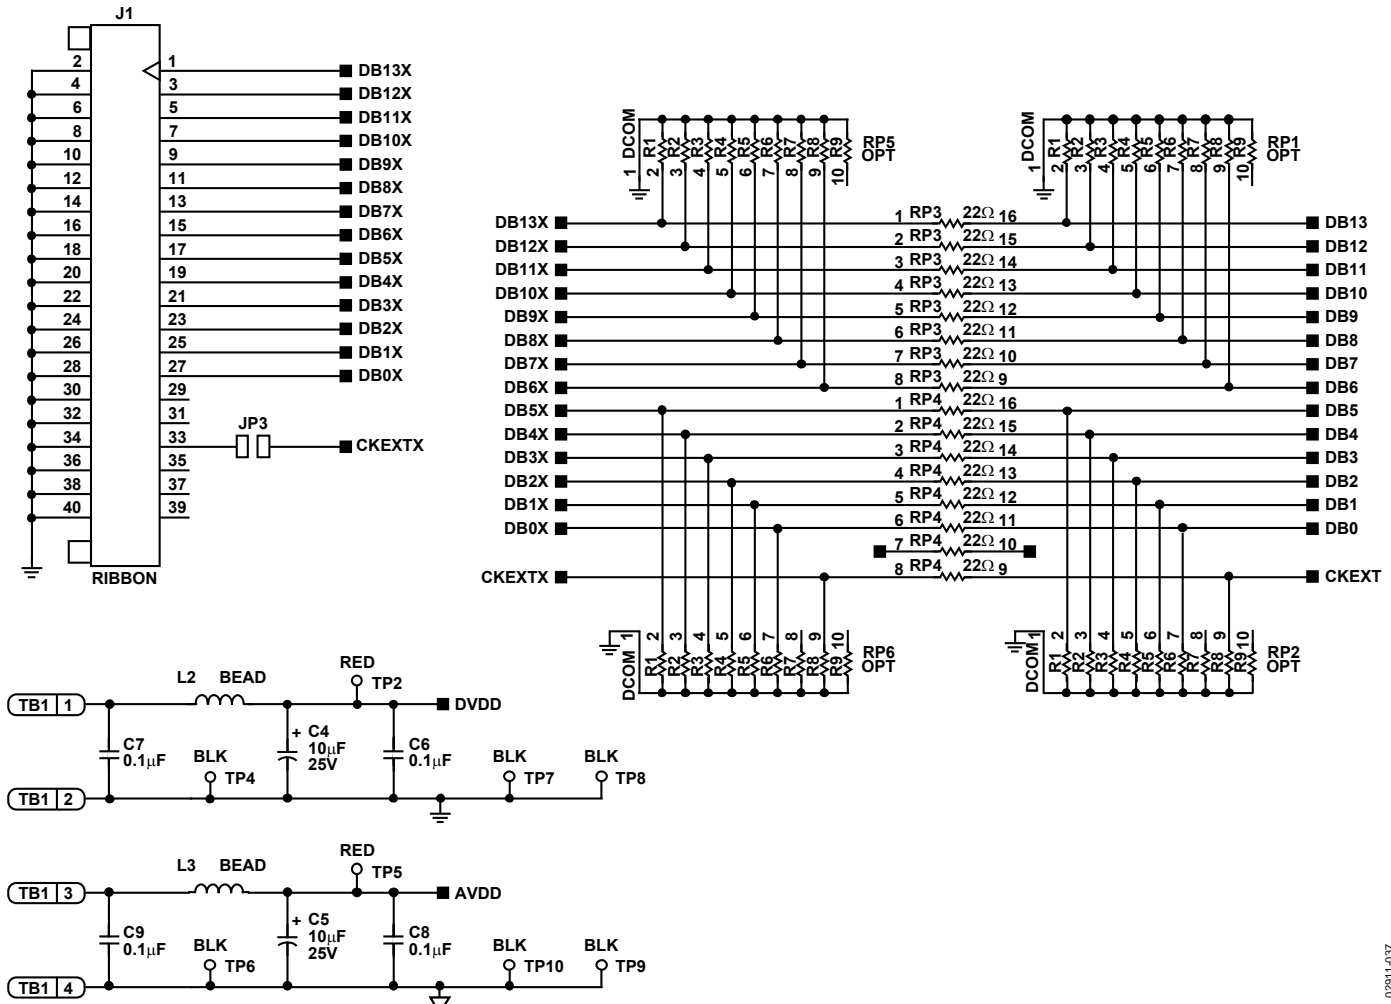 J1
2 1 DB13X
4 3 DB12X
6 5 DB11X
8 7 DB10X
10 9 DB9X
12 11 DB8X
14 13 DB7X
16 15 DB6X
18 17 DB5X
20 19 DB4X
22 21 DB3X
24 23 DB2X
26 25 DB1X
28 27 DB0X
30 29
32 31
JP3
34 33 CKEXTX
36 35
38 37
40 39
RIBBON
1 DCOM R1 R2 R3 R4 R5 R6 R7 R8 R9 RP5
OPT
2 3 4 5 6 7 8 9 10
1 DCOM R1 R2 R3 R4 R5 R6 R7 R8 R9 RP1
OPT
2 3 4 5 6 7 8 9 10
DB13X 1 RP3 22Ω 16 DB13
DB12X 2 RP3 22Ω 15 DB12
DB11X 3 RP3 22Ω 14 DB11
DB10X 4 RP3 22Ω 13 DB10
DB9X 5 RP3 22Ω 12 DB9
DB8X 6 RP3 22Ω 11 DB8
DB7X 7 RP3 22Ω 10 DB7
DB6X 8 RP3 22Ω 9 DB6
DB5X 1 RP4 22Ω 16 DB5
DB4X 2 RP4 22Ω 15 DB4
DB3X 3 RP4 22Ω 14 DB3
DB2X 4 RP4 22Ω 13 DB2
DB1X 5 RP4 22Ω 12 DB1
DB0X 6 RP4 22Ω 11 DB0
7 RP4 22Ω 10
CKEXTX 8 RP4 22Ω 9 CKEXT
1 2 3 4 5 6 7 8 9 10
DCOM R1 R2 R3 R4 R5 R6 R7 R8 R9 RP6
OPT
1 2 3 4 5 6 7 8 9 10
DCOM R1 R2 R3 R4 R5 R6 R7 R8 R9 RP2
OPT
L2 BEAD
RED
TP2
TB1 1
DVDD
C7
0.1μF
BLK
TP4
+ C4
10μF
25V
C6
0.1μF
BLK
TP7
BLK
TP8
TB1 2
L3 BEAD
RED
TP5
TB1 3
AVDD
C9
0.1μF
BLK
TP6
+ C5
10μF
25V
C8
0.1μF
BLK
TP10
BLK
TP9
TB1 4
02911-037